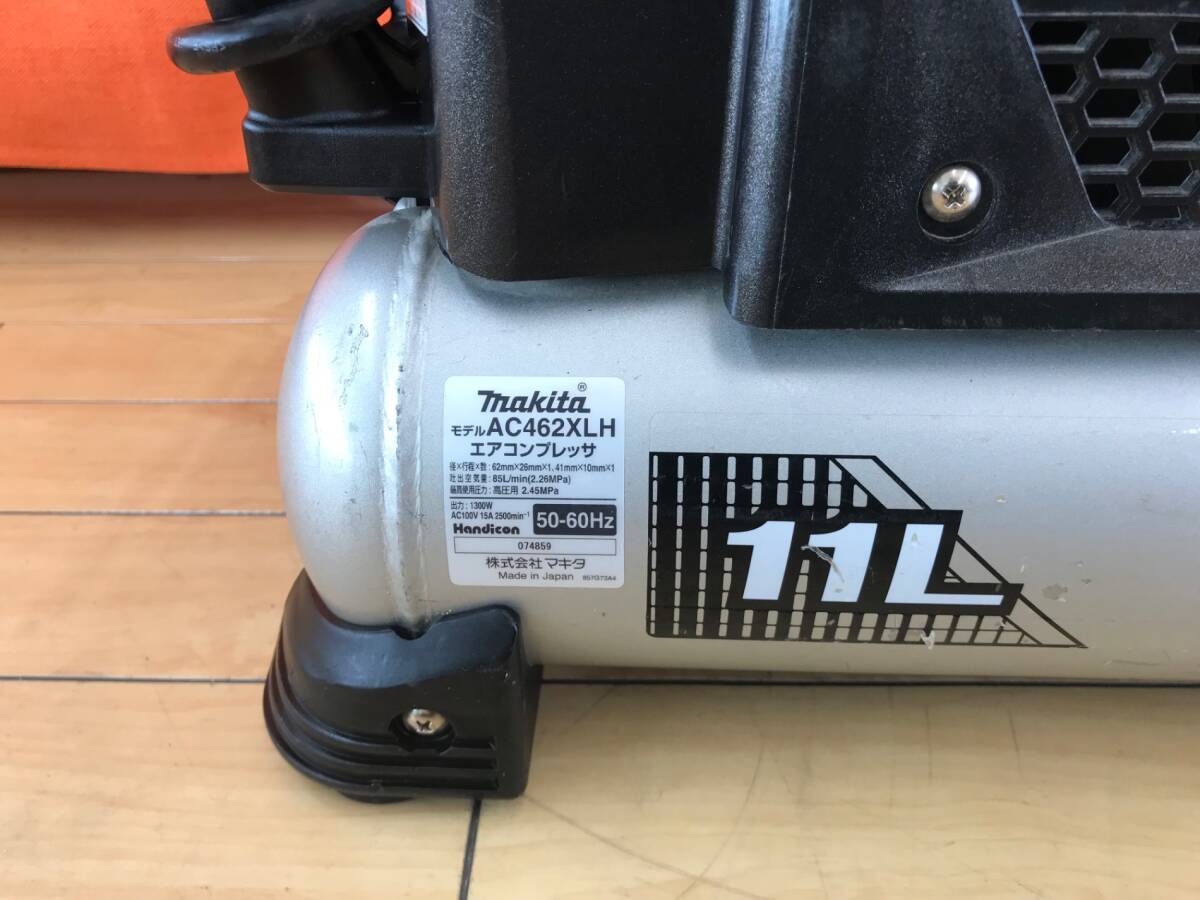 makita®
モデルAC462XLH
エアコンプレッサ
径×行程×数:62mm×26mm×1、41mm×10mm×1
吐出空気量:85L/min(2.26MPa)
最高使用圧力:高圧用 2.45MPa
出力:1300W
AC100V 15A 2500min⁻¹
Handicon
50-60Hz
074859
株式会社 マキタ
Made in Japan 857G73A4
11L